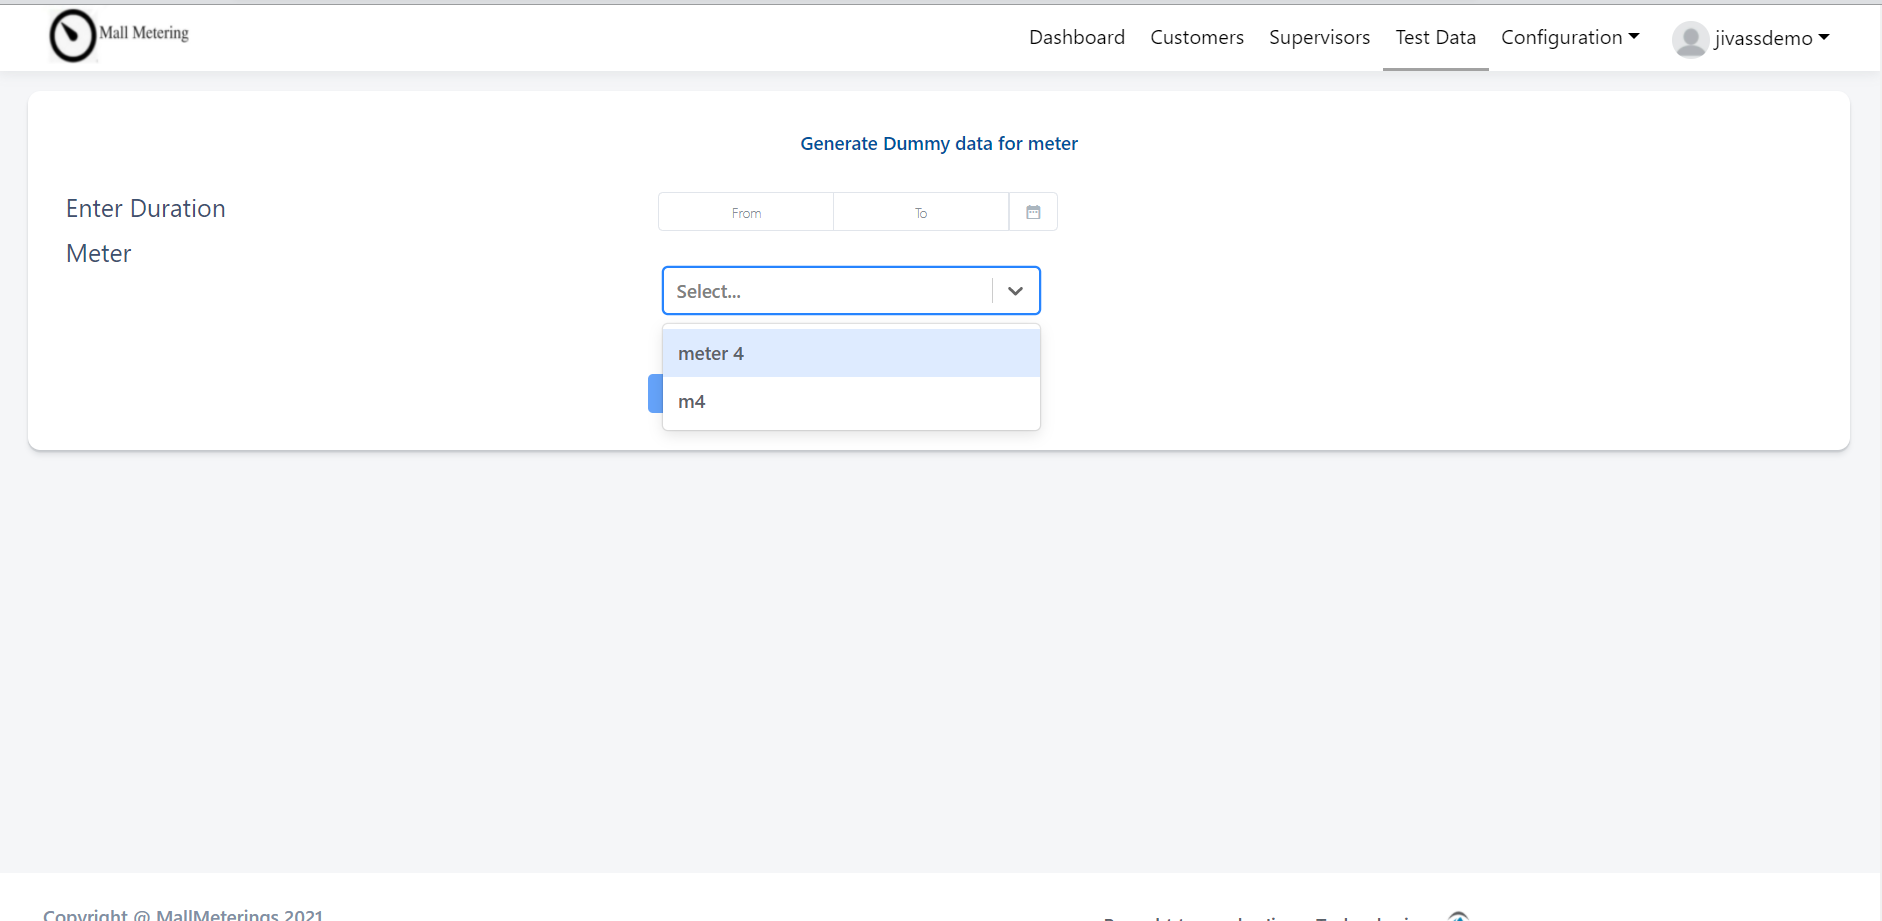 Mall Metering
Dashboard Customers Supervisors Test Data Configuration jivassdemo
Generate Dummy data for meter
Enter Duration
From To
Meter
Select...
meter 4
m4
Copyright @ MallMeterings 2021